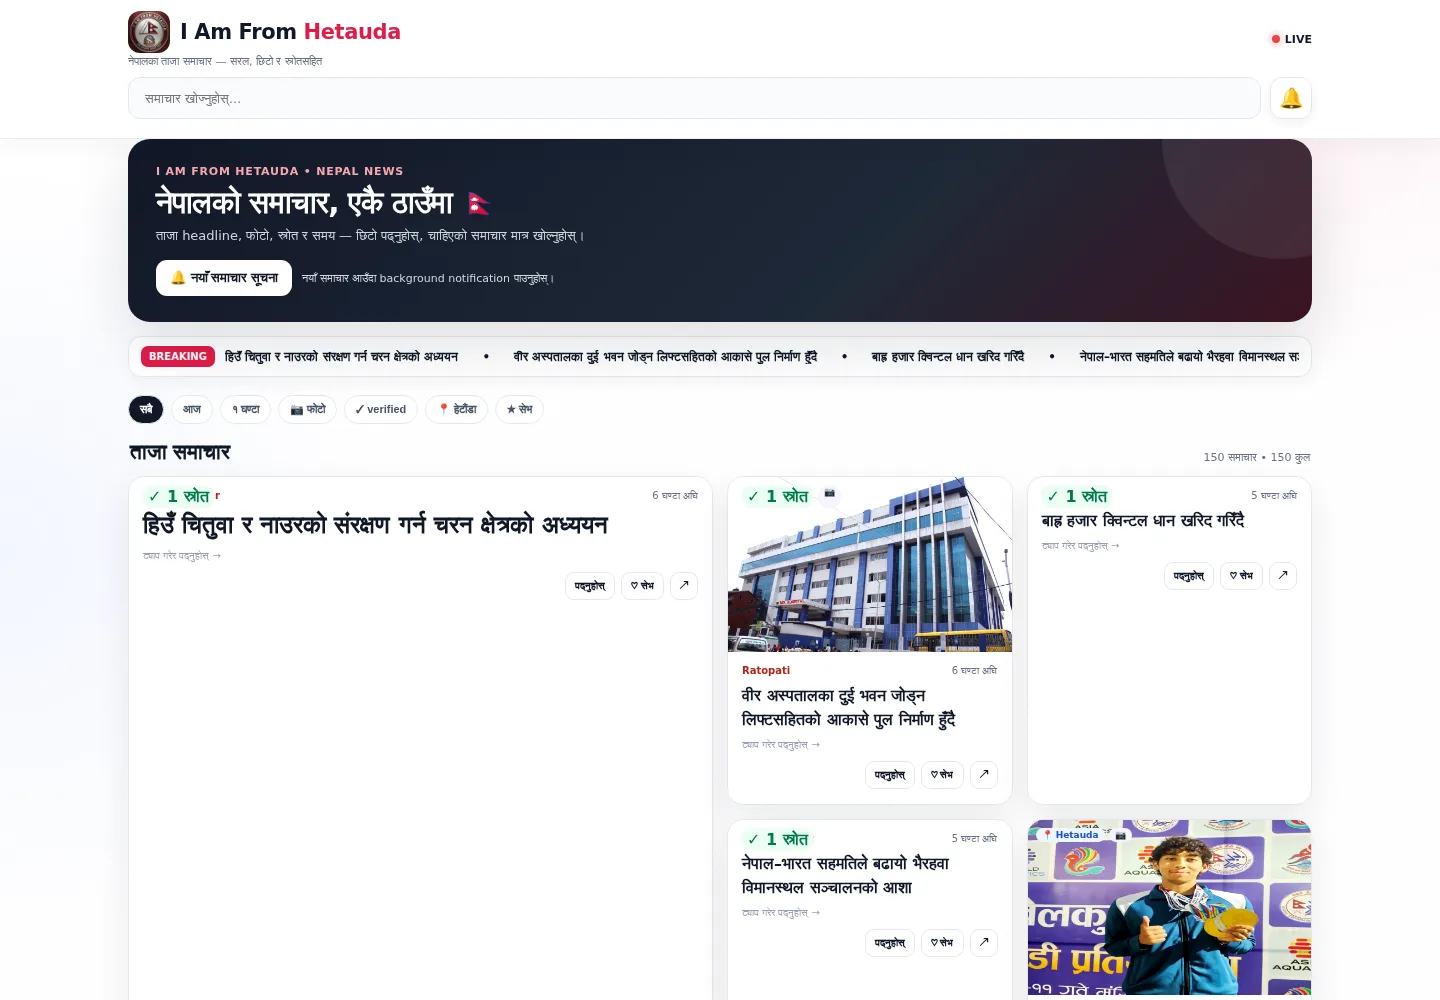 I Am From Hetauda
नेपालका ताजा समाचार — सरल, छिटो र स्रोतसहित
LIVE
समाचार खोज्नुहोस्...
🔔
I AM FROM HETAUDA • NEPAL NEWS
नेपालको समाचार, एकै ठाउँमा 🇳🇵
ताजा headline, फोटो, स्रोत र समय — छिटो पढ्नुहोस्, चाहिएको समाचार मात्र खोल्नुहोस्।
🔔 नयाँ समाचार सूचना
नयाँ समाचार आउँदा background notification पाउनुहोस्।
BREAKING
हिउँ चितुवा र नाउरको संरक्षण गर्न चरन क्षेत्रको अध्ययन • वीर अस्पतालका दुई भवन जोड्न लिफ्टसहितको आकासे पुल निर्माण हुँदै • बाह्र हजार क्विन्टल धान खरिद गरिँदै • नेपाल–भारत सहमतिले बढायो भैरहवा विमानस्थल
सबै
आज
१ घण्टा
📷 फोटो
✓ verified
📍 हेटौंडा
★ सेभ
ताजा समाचार
150 समाचार • 150 कुल
✓ 1 स्रोत
6 घण्टा अघि
हिउँ चितुवा र नाउरको संरक्षण गर्न चरन क्षेत्रको अध्ययन
ट्याप गरेर पढ्नुहोस् →
पढ्नुहोस्
♡ सेभ
↗
✓ 1 स्रोत
📷
Ratopati
6 घण्टा अघि
वीर अस्पतालका दुई भवन जोड्न
लिफ्टसहितको आकासे पुल निर्माण हुँदै
ट्याप गरेर पढ्नुहोस् →
पढ्नुहोस्
♡ सेभ
↗
✓ 1 स्रोत
5 घण्टा अघि
बाह्र हजार क्विन्टल धान खरिद गरिँदै
ट्याप गरेर पढ्नुहोस् →
पढ्नुहोस्
♡ सेभ
↗
✓ 1 स्रोत
5 घण्टा अघि
नेपाल–भारत सहमतिले बढायो भैरहवा
विमानस्थल सञ्चालनको आशा
ट्याप गरेर पढ्नुहोस् →
पढ्नुहोस्
♡ सेभ
↗
📍 Hetauda
📷